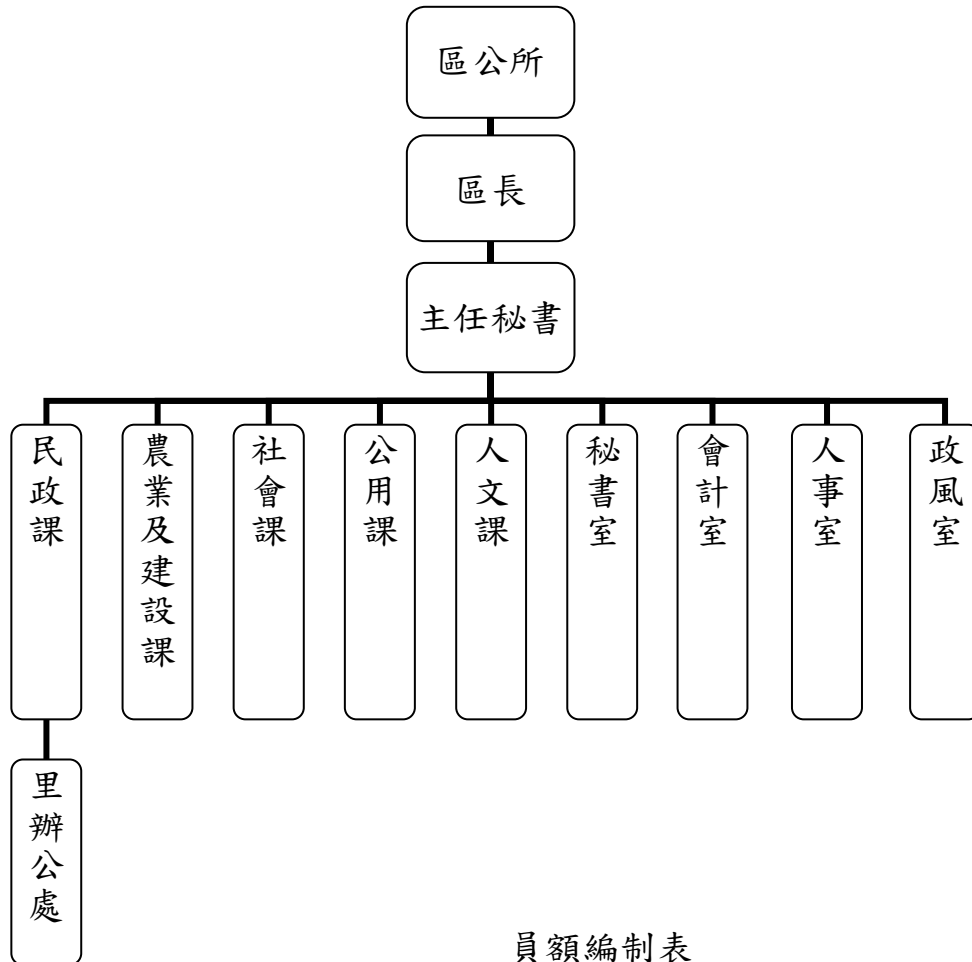 區公所
區長
主任秘書
民政課
農業及建設課
社會課
公用課
人文課
秘書室
會計室
人事室
政風室
里辦公處
員額編制表